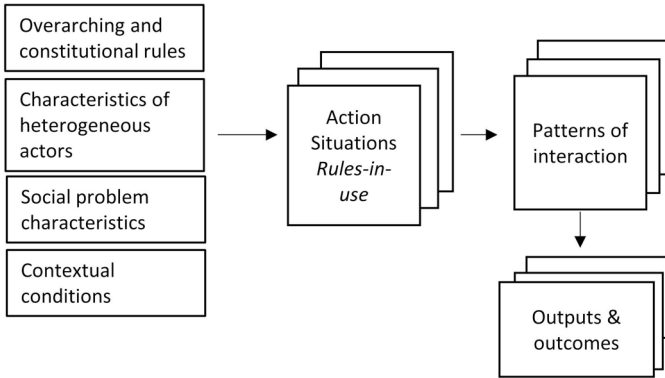 Overarching and
constitutional rules
Characteristics of
heterogeneous
actors
Social problem
characteristics
Contextual
conditions
Action
Situations
Rules-in-
use
Patterns of
interaction
Outputs &
outcomes